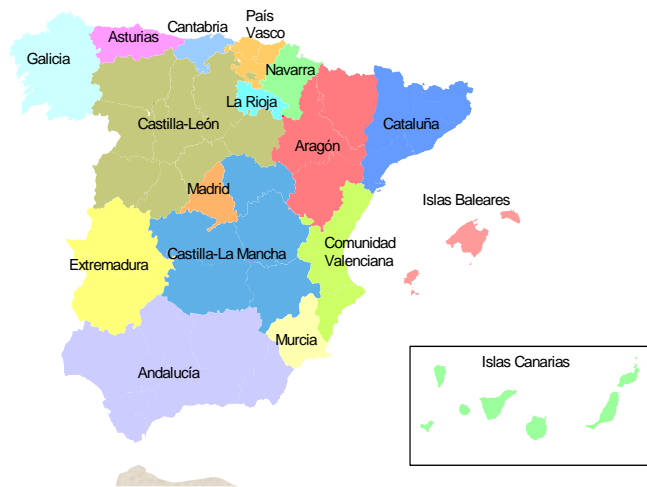 País
Vasco
Cantabria
Asturias
Galicia
Navarra
La Rioja
Castilla-León
Cataluña
Aragón
Madrid
Islas Baleares
Comunidad
Valenciana
Castilla-La Mancha
Extremadura
Murcia
Andalucía
Islas Canarias